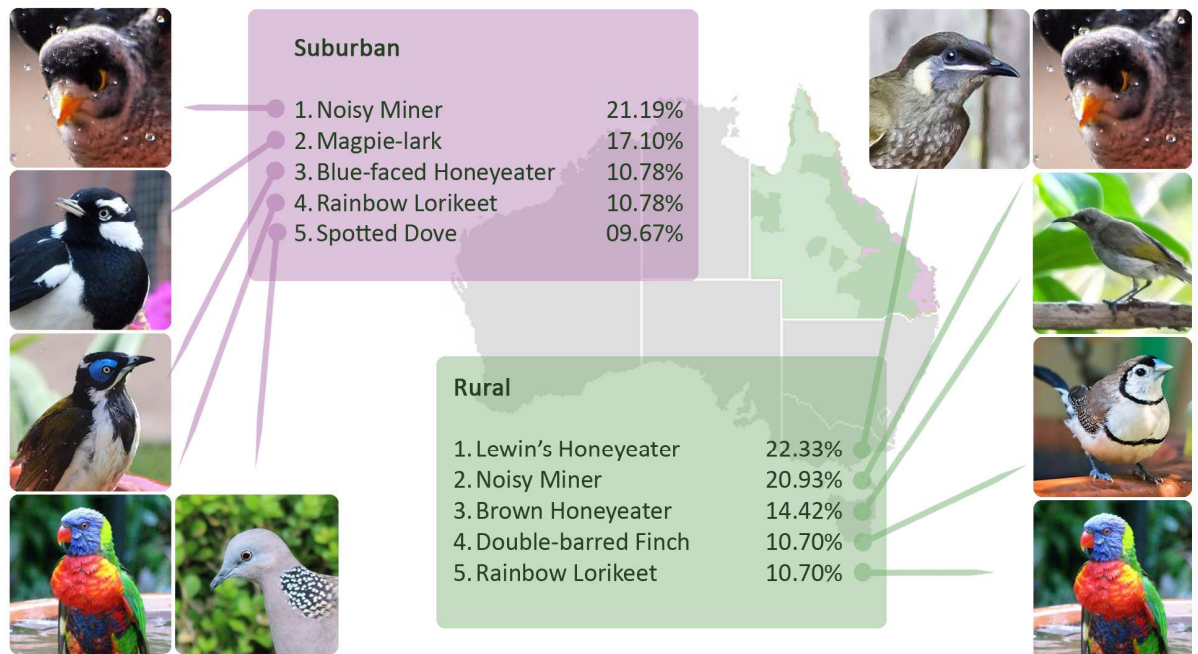 Suburban
1. Noisy Miner 21.19%
2. Magpie-lark 17.10%
3. Blue-faced Honeyeater 10.78%
4. Rainbow Lorikeet 10.78%
5. Spotted Dove 09.67%
Rural
1. Lewin’s Honeyeater 22.33%
2. Noisy Miner 20.93%
3. Brown Honeyeater 14.42%
4. Double-barred Finch 10.70%
5. Rainbow Lorikeet 10.70%